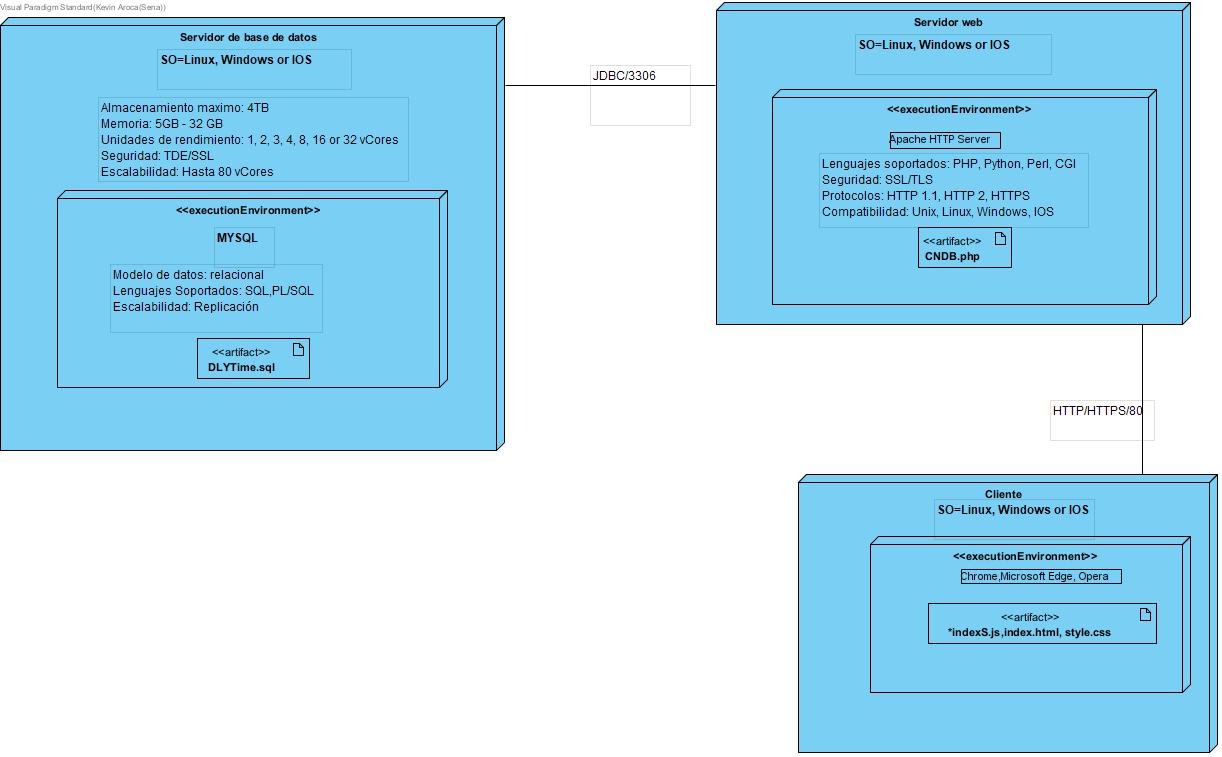 Visual Paradigm Standard(Kevin Aroca(Sena))
Servidor de base de datos
SO=Linux, Windows or IOS
Almacenamiento maximo: 4TB
Memoria: 5GB - 32 GB
Unidades de rendimiento: 1, 2, 3, 4, 8, 16 or 32 vCores
Seguridad: TDE/SSL
Escalabilidad: Hasta 80 vCores
<<executionEnvironment>>
MYSQL
Modelo de datos: relacional
Lenguajes Soportados: SQL,PL/SQL
Escalabilidad: Replicación
<<artifact>>
DLYTime.sql
JDBC/3306
Servidor web
SO=Linux, Windows or IOS
<<executionEnvironment>>
Apache HTTP Server
Lenguajes soportados: PHP, Python, Perl, CGI
Seguridad: SSL/TLS
Protocolos: HTTP 1.1, HTTP 2, HTTPS
Compatibilidad: Unix, Linux, Windows, IOS
<<artifact>>
CNDB.php
HTTP/HTTPS/80
Cliente
SO=Linux, Windows or IOS
<<executionEnvironment>>
Chrome,Microsoft Edge, Opera
<<artifact>>
*indexS.js,index.html, style.css